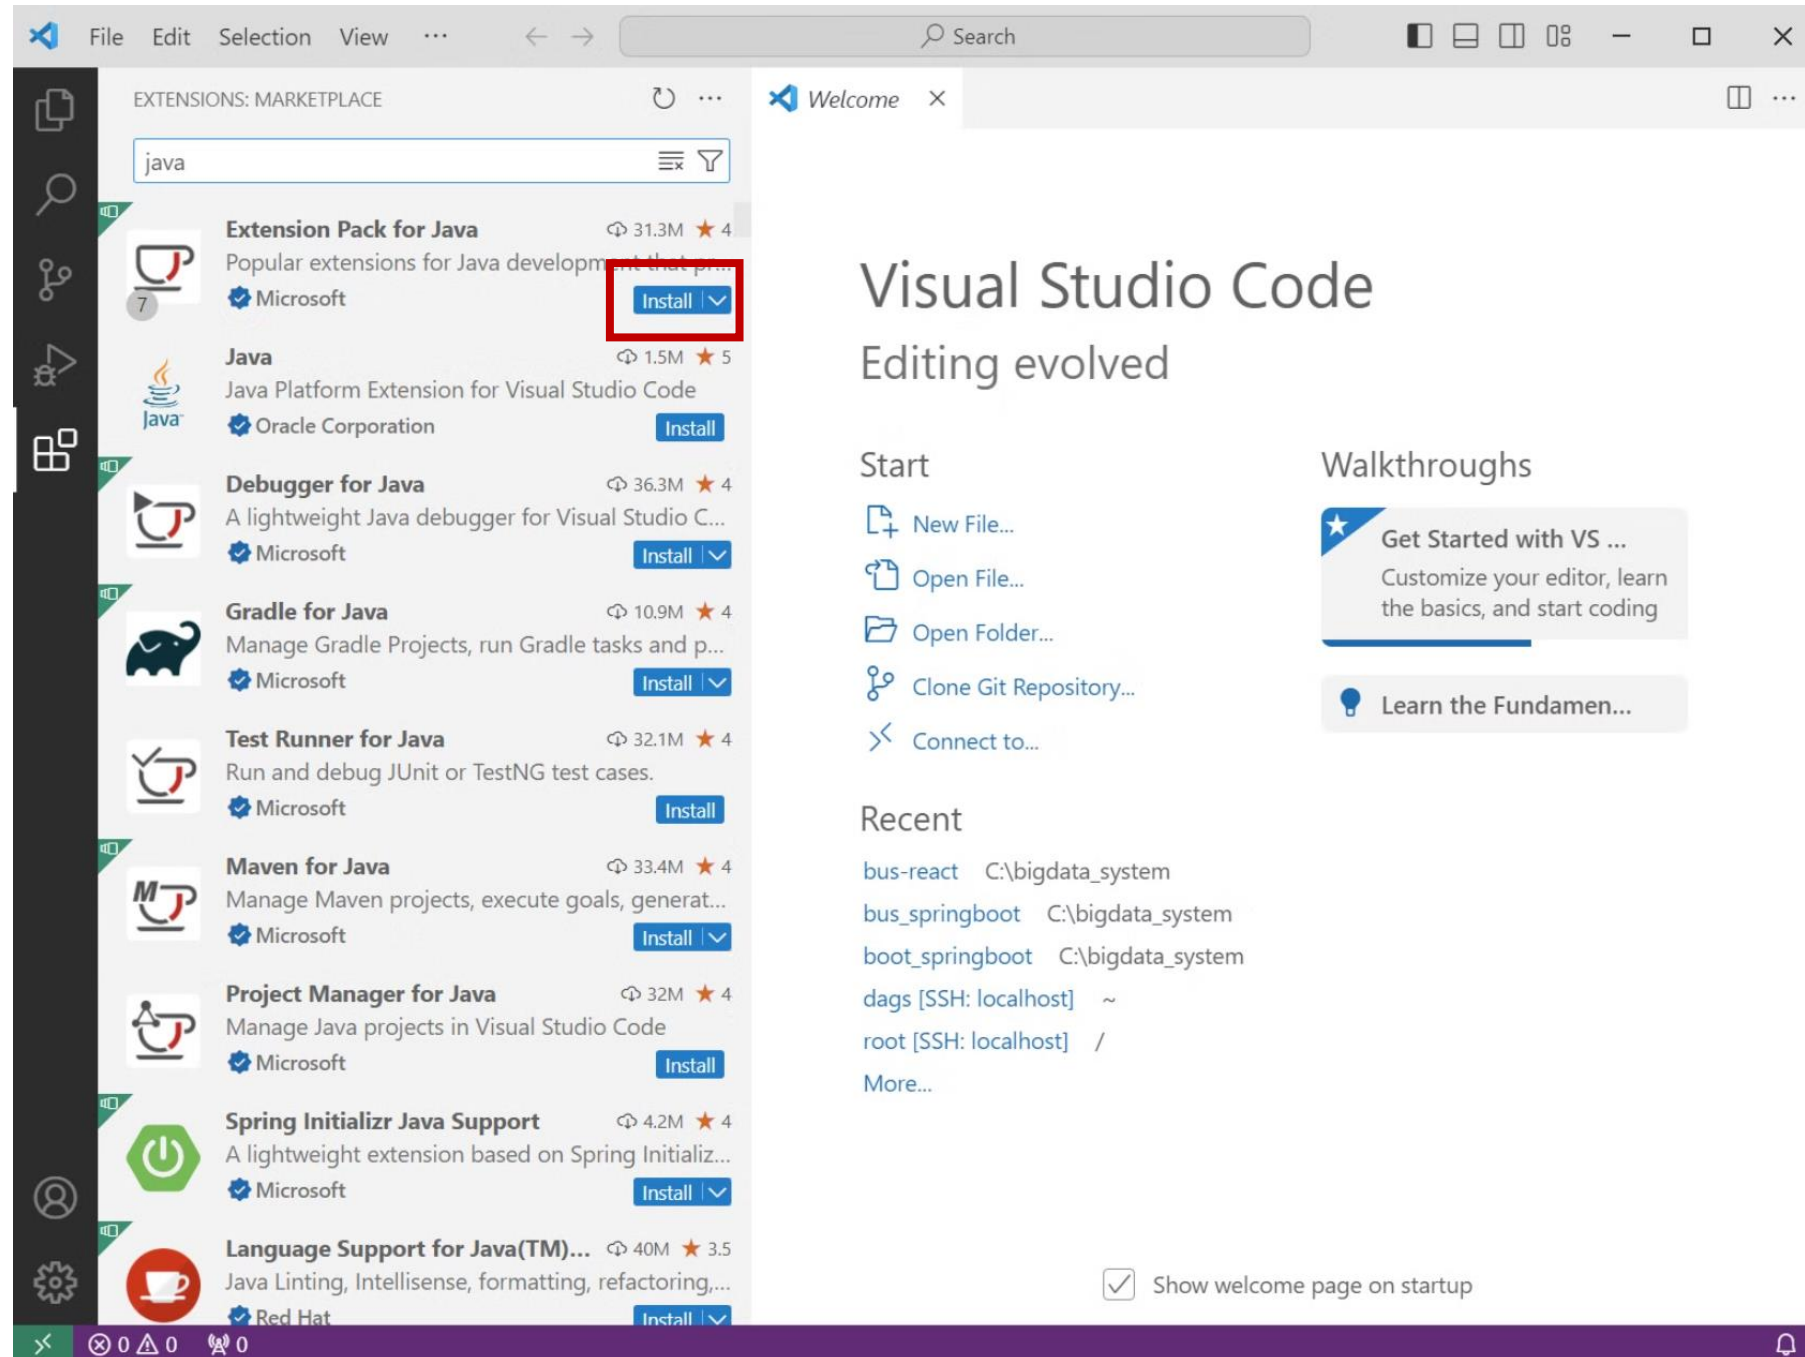 File Edit Selection View ··· Search
EXTENSIONS: MARKETPLACE
java
Extension Pack for Java 31.3M ★ 4
Popular extensions for Java development that pr...
7
Microsoft Install
Java 1.5M ★ 5
Java Platform Extension for Visual Studio Code
Java
Oracle Corporation Install
Debugger for Java 36.3M ★ 4
A lightweight Java debugger for Visual Studio C...
Microsoft Install
Gradle for Java 10.9M ★ 4
Manage Gradle Projects, run Gradle tasks and p...
Microsoft Install
Test Runner for Java 32.1M ★ 4
Run and debug JUnit or TestNG test cases.
Microsoft Install
Maven for Java 33.4M ★ 4
M
Manage Maven projects, execute goals, generat...
Microsoft Install
Project Manager for Java 32M ★ 4
Manage Java projects in Visual Studio Code
Microsoft Install
Spring Initializr Java Support 4.2M ★ 4
A lightweight extension based on Spring Initializ...
Microsoft Install
Language Support for Java(TM)... 40M ★ 3.5
Java Linting, Intellisense, formatting, refactoring,...
Red Hat Install
Welcome
Visual Studio Code
Editing evolved
Start
New File...
Open File...
Open Folder...
Clone Git Repository...
Connect to...
Recent
bus-react C:\bigdata_system
bus_springboot C:\bigdata_system
boot_springboot C:\bigdata_system
dags [SSH: localhost] ~
root [SSH: localhost] /
More...
Walkthroughs
Get Started with VS ...
Customize your editor, learn
the basics, and start coding
Learn the Fundamen...
Show welcome page on startup
0 0 0